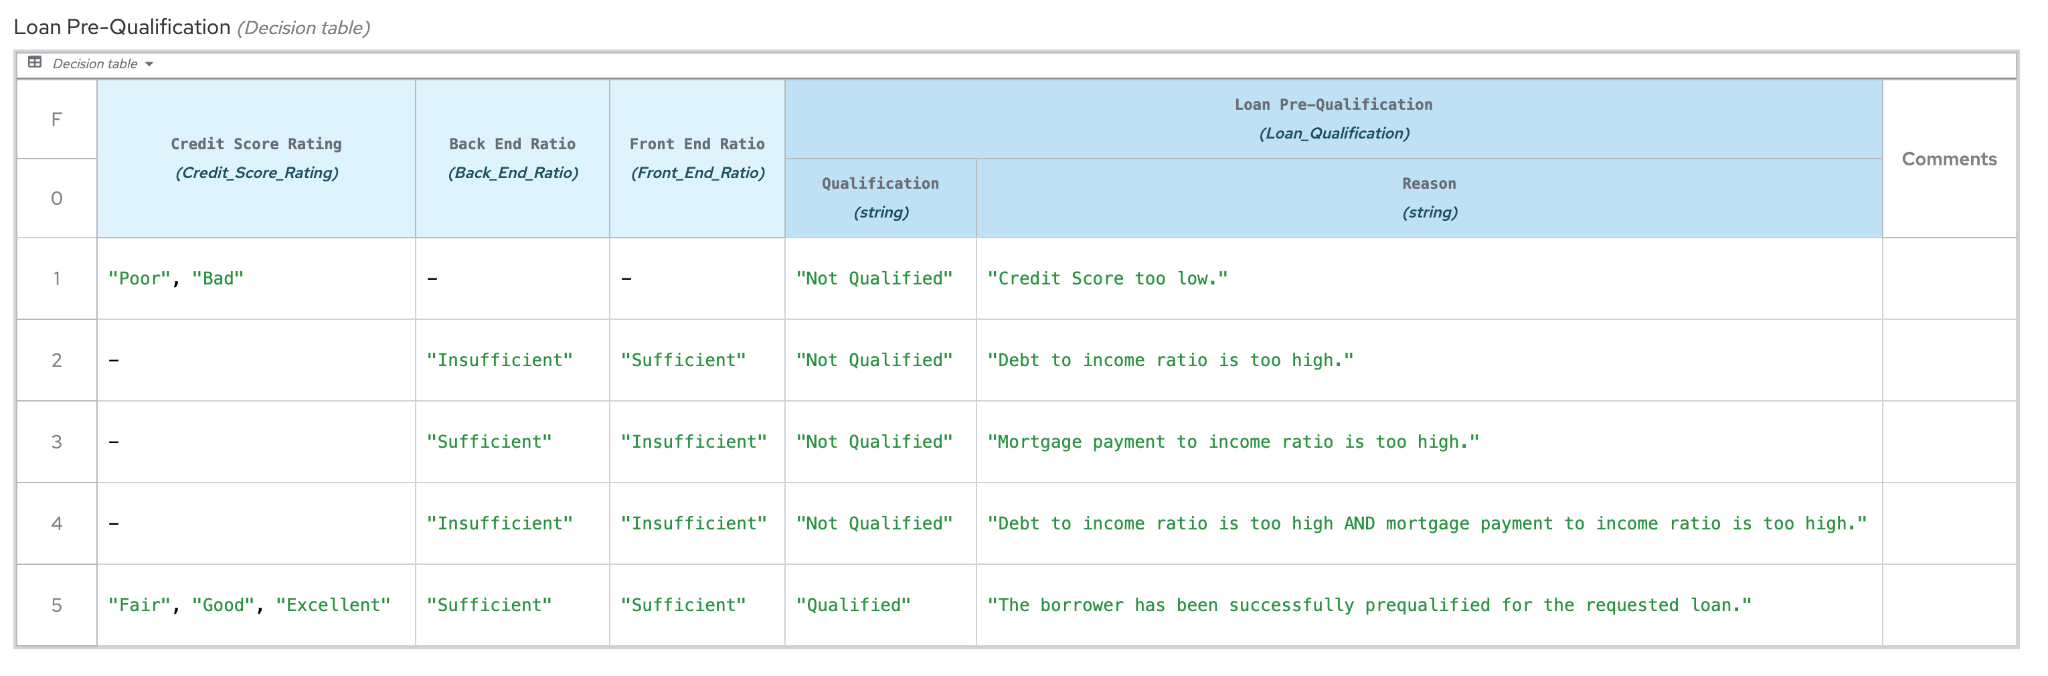 Loan Pre-Qualification (Decision table)
Decision table
F
0
Credit Score Rating
(Credit_Score_Rating)
Back End Ratio
(Back_End_Ratio)
Front End Ratio
(Front_End_Ratio)
Loan Pre-Qualification
(Loan_Qualification)
Qualification
(string)
Reason
(string)
Comments
1 "Poor", "Bad" - - "Not Qualified" "Credit Score too low."
2 - "Insufficient" "Sufficient" "Not Qualified" "Debt to income ratio is too high."
3 - "Sufficient" "Insufficient" "Not Qualified" "Mortgage payment to income ratio is too high."
4 - "Insufficient" "Insufficient" "Not Qualified" "Debt to income ratio is too high AND mortgage payment to income ratio is too high."
5 "Fair", "Good", "Excellent" "Sufficient" "Sufficient" "Qualified" "The borrower has been successfully prequalified for the requested loan."